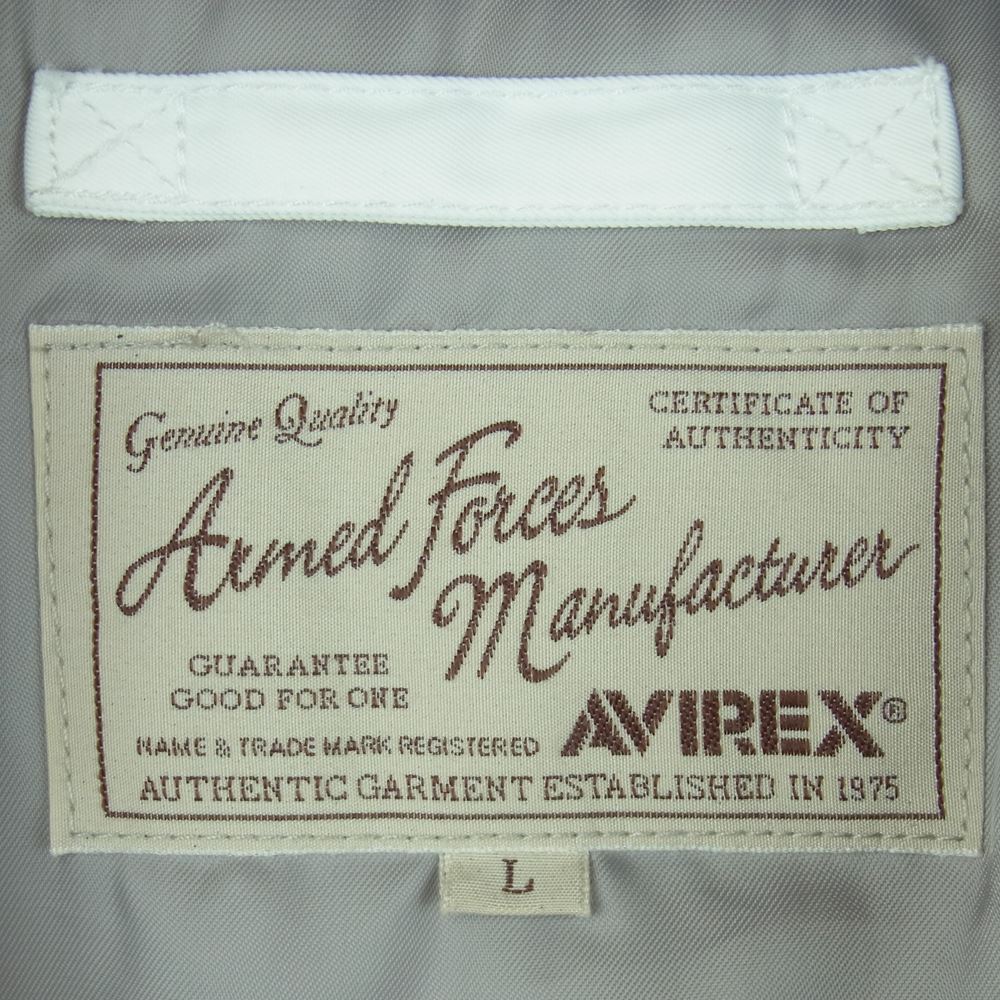 Genuine Quality
CERTIFICATE OF
AUTHENTICITY
Armed Forces
Manufacturer
GUARANTEE
GOOD FOR ONE
NAME & TRADE MARK REGISTERED
AVIREX®
AUTHENTIC GARMENT ESTABLISHED IN 1975
L